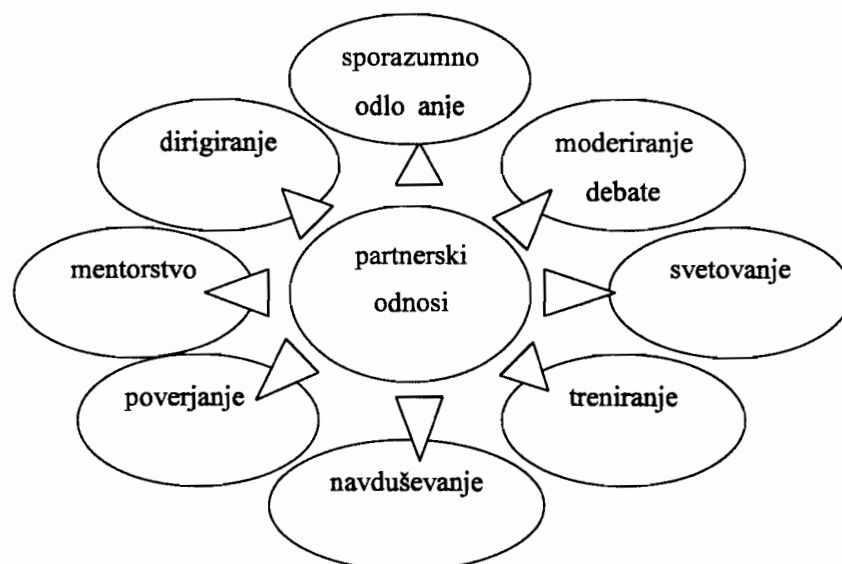 sporazumno
odlo anje
dirigiranje
moderiranje
debate
mentorstvo
partnerski
odnosi
svetovanje
poverjanje
treniranje
navduševanje